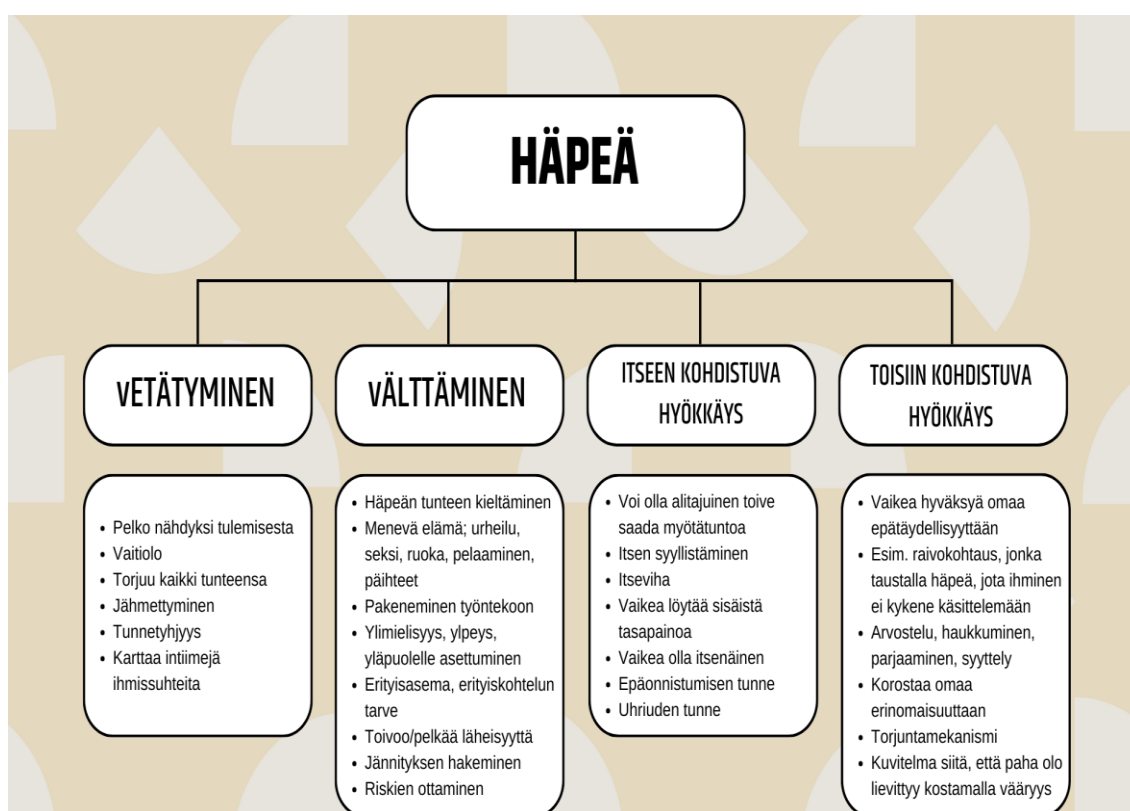 HÄPEÄ
vETÄTYMINEN
• Pelko nähdyksi tulemisesta
• Vaitiolo
• Torjuu kaikki tunteensa
• Jähmettyminen
• Tunnetyhjyys
• Karttaa intiimejä
ihmissuhteita
vÄLTTÄMINEN
• Häpeän tunteen kieltäminen
• Menevä elämä; urheilu,
seksi, ruoka, pelaaminen,
päihteet
• Pakeneminen työntekoon
• Ylimielisyys, ylpeys,
yläpuolelle asettuminen
• Erityisasema, erityiskohtelun
tarve
• Toivoo/pelkää läheisyyttä
• Jännityksen hakeminen
• Riskien ottaminen
ITSEEN KOHDISTUVA
HYÖKKÄYS
• Voi olla alitajuinen toive
saada myötätuntoa
• Itsen syyllistäminen
• Itseviha
• Vaikea löytää sisäistä
tasapainoa
• Vaikea olla itsenäinen
• Epäonnistumisen tunne
• Uhriuden tunne
TOISIIN KOHDISTUVA
HYÖKKÄYS
• Vaikea hyväksyä omaa
epätäydellisyyttään
• Esim. raivokohtaus, jonka
taustalla häpeä, jota ihminen
ei kykene käsittelemään
• Arvostelu, haukkuminen,
parjaaminen, syyttely
• Korostaa omaa
erinomaisuuttaan
• Torjuntamekanismi
• Kuvitelma siitä, että paha olo
lievittyy kostamalla vääryys